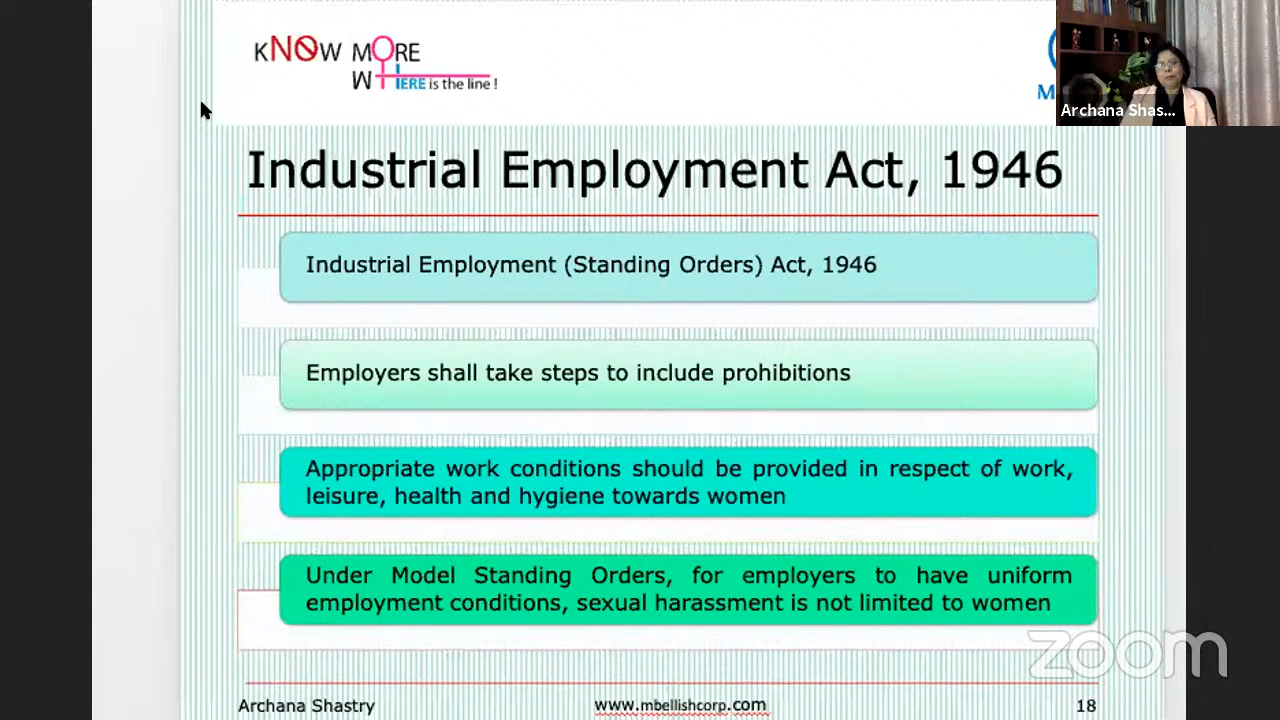 KNOW MORE
WHERE is the line!
M
Archana Shas...
Industrial Employment Act, 1946
Industrial Employment (Standing Orders) Act, 1946
Employers shall take steps to include prohibitions
Appropriate work conditions should be provided in respect of work,
leisure, health and hygiene towards women
Under Model Standing Orders, for employers to have uniform
employment conditions, sexual harassment is not limited to women
zoom
Archana Shastry www.mbellishcorp.com 18